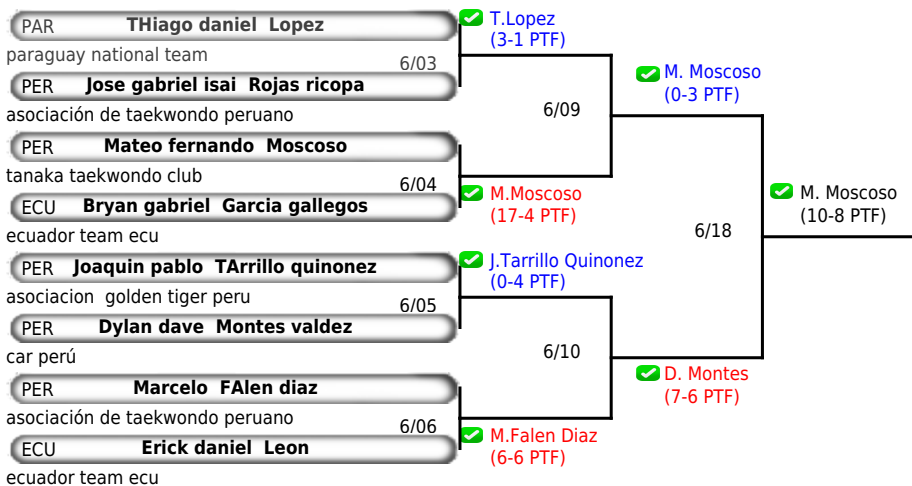 PAR THiago daniel Lopez
paraguay national team
6/03
PER Jose gabriel isai Rojas ricopa
asociación de taekwondo peruano
PER Mateo fernando Moscoso
tanaka taekwondo club
6/04
ECU Bryan gabriel Garcia gallegos
ecuador team ecu
PER Joaquin pablo TArrillo quinonez
asociacion golden tiger peru
6/05
PER Dylan dave Montes valdez
car perú
PER Marcelo FAlen diaz
asociación de taekwondo peruano
6/06
ECU Erick daniel Leon
ecuador team ecu
T.Lopez
(3-1 PTF)
6/09
M.Moscoso
(17-4 PTF)
J.Tarrillo Quinonez
(0-4 PTF)
6/10
M.Falen Diaz
(6-6 PTF)
M. Moscoso
(0-3 PTF)
6/18
D. Montes
(7-6 PTF)
M. Moscoso
(10-8 PTF)